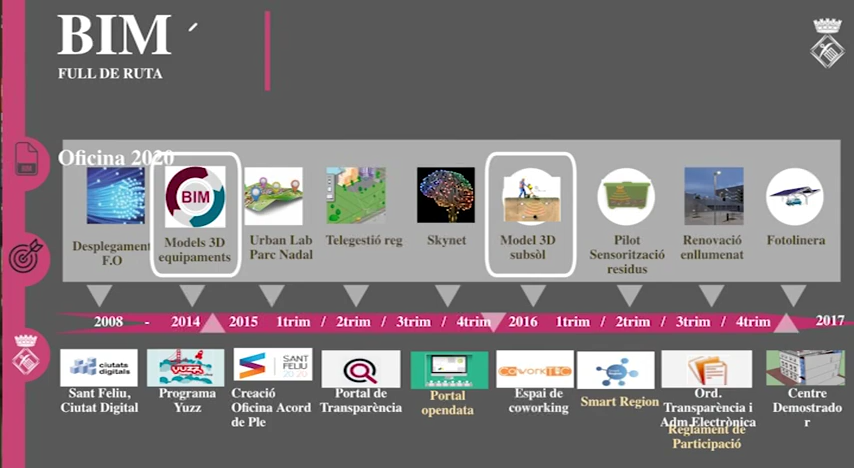 BIM
FULL DE RUTA
Oficina 2020
BIM
Desplegament
F.O
Models 3D
equipaments
Urban Lab
Parc Nadal
Telegestió reg
Skynet
Model 3D
subsòl
Pilot
Sensorització
residus
Renovació
enllumenat
Fotolinera
2008 - 2014 2015 1trim / 2trim / 3trim / 4trim 2016 1trim / 2trim / 3trim / 4trim 2017
ciutats
digitals
YUZZ
SANT
FELIU
2020
COWORKTBC
Sant Feliu,
Ciutat Digital
Programa
Yuzz
Creació
Oficina Acord
de Ple
Portal de
Transparència
Portal
opendata
Espai de
coworking
Smart Region
Ord.
Transparència i
Adm.Electrònica
Reglament de
Participació
Centre
Demostrado
r